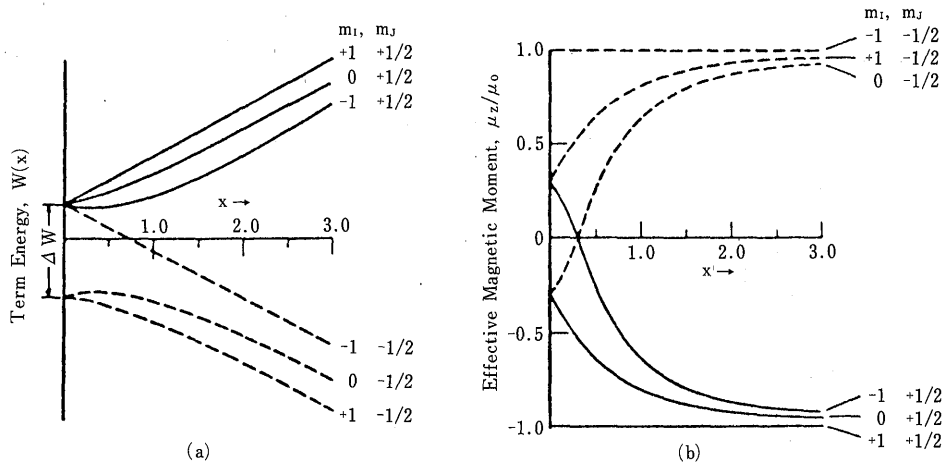 m_I, m_J
+1 +1/2
0 +1/2
-1 +1/2
Term Energy, W(x)
ΔW
x →
1.0 2.0 3.0
-1 -1/2
0 -1/2
+1 -1/2
(a)
m_I, m_J
-1 -1/2
+1 -1/2
0 -1/2
Effective Magnetic Moment, μ_z/μ_o
1.0
0.5
0
-0.5
-1.0
1.0 2.0 3.0
x →
-1 +1/2
0 +1/2
+1 +1/2
(b)